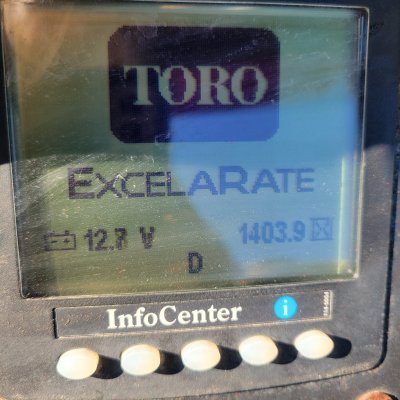 TORO
EXCELARATE
12.7 V 1403.9
D
InfoCenter i